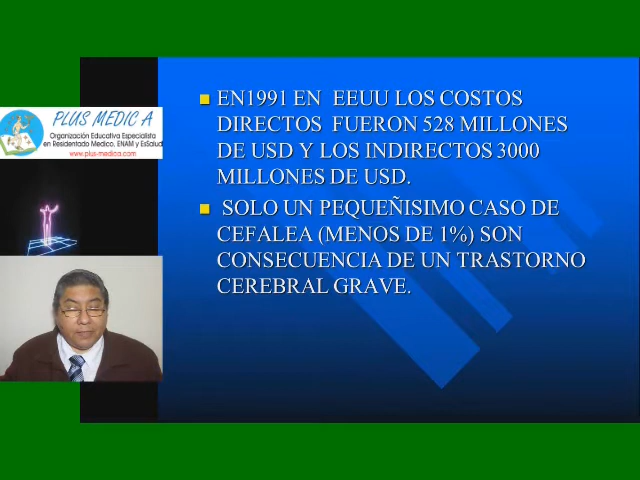 PLUS MEDIC A
Organización Educativa Especialista
en Residentado Medico, ENAM y EsSalud
www.plus-medica.com
EN1991 EN EEUU LOS COSTOS
DIRECTOS FUERON 528 MILLONES
DE USD Y LOS INDIRECTOS 3000
MILLONES DE USD.
SOLO UN PEQUEÑISIMO CASO DE
CEFALEA (MENOS DE 1%) SON
CONSECUENCIA DE UN TRASTORNO
CEREBRAL GRAVE.